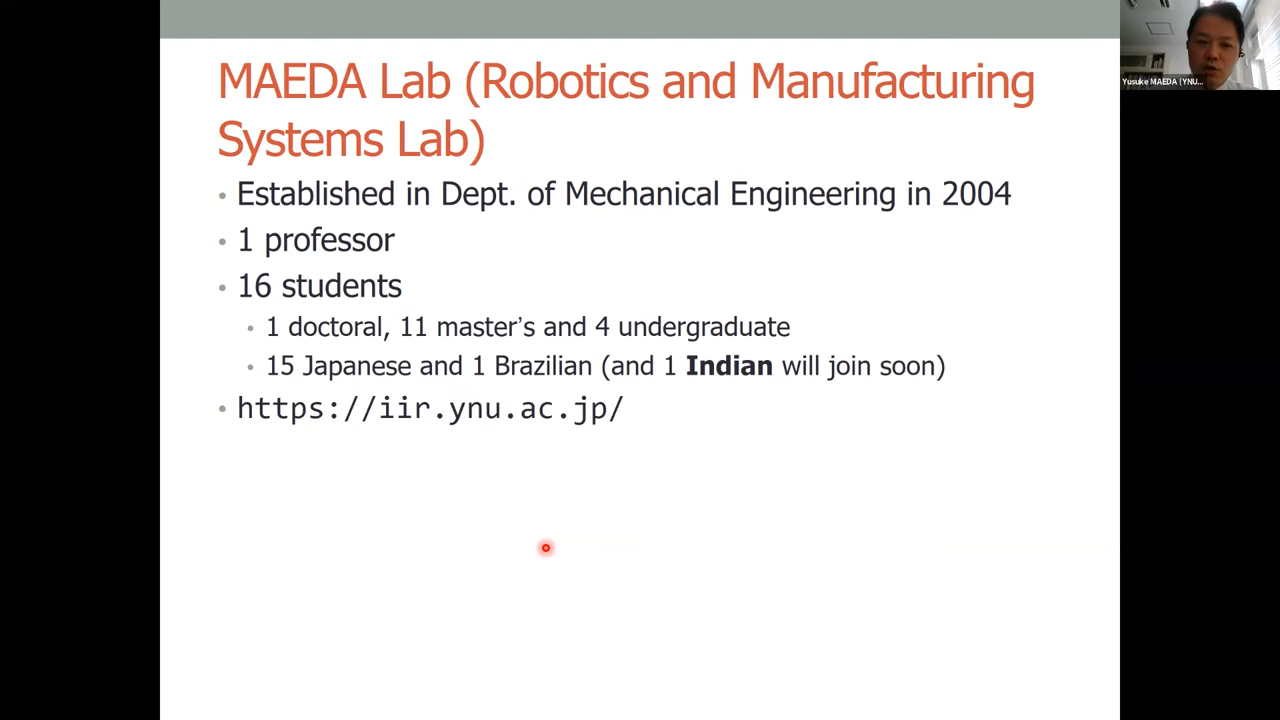 MAEDA Lab (Robotics and Manufacturing
Systems Lab)
• Established in Dept. of Mechanical Engineering in 2004
• 1 professor
• 16 students
• 1 doctoral, 11 master’s and 4 undergraduate
• 15 Japanese and 1 Brazilian (and 1 Indian will join soon)
• https://iir.ynu.ac.jp/
Yusuke MAEDA (YNU...